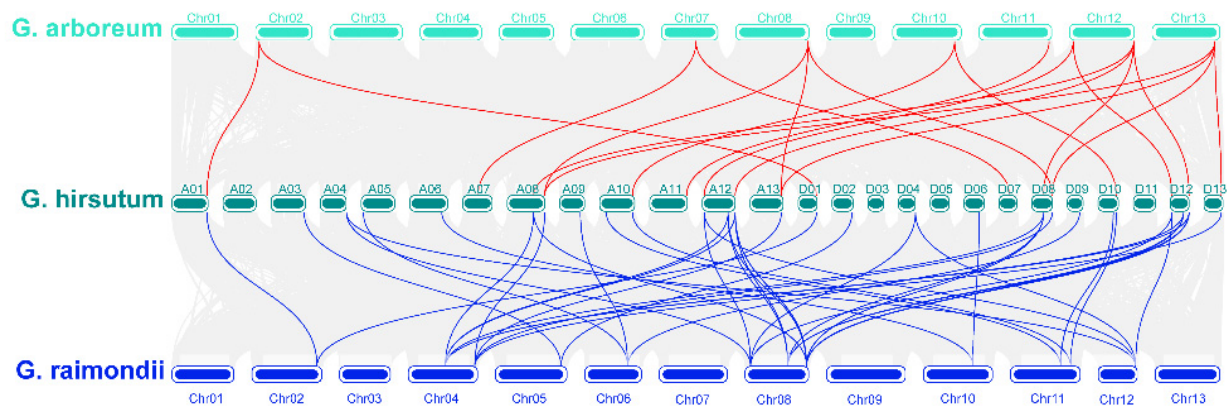 Chr01 Chr02 Chr03 Chr04 Chr05 Chr06 Chr07 Chr08 Chr09 Chr10 Chr11 Chr12 Chr13
G. arboreum
A01 A02 A03 A04 A05 A06 A07 A08 A09 A10 A11 A12 A13 D01 D02 D03 D04 D05 D06 D07 D08 D09 D10 D11 D12 D13
G. hirsutum
G. raimondii
Chr01 Chr02 Chr03 Chr04 Chr05 Chr06 Chr07 Chr08 Chr09 Chr10 Chr11 Chr12 Chr13